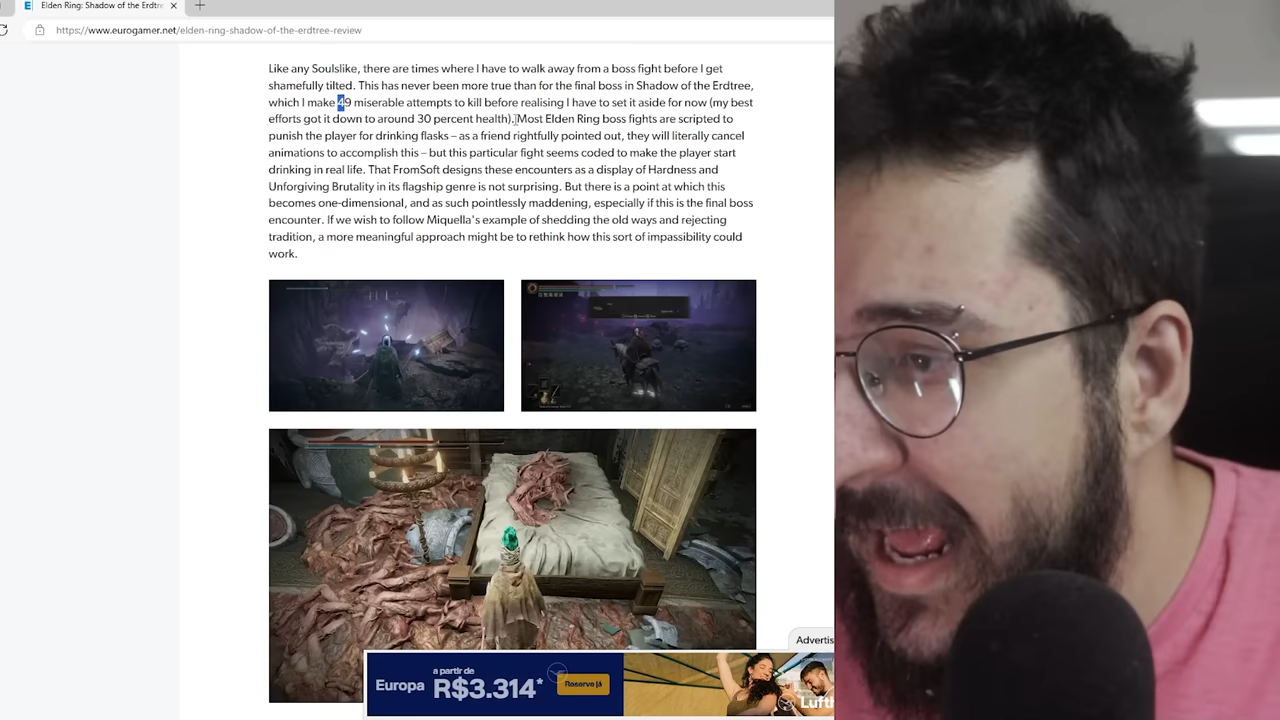 Elden Ring: Shadow of the Erdtre
https://www.eurogamer.net/elden-ring-shadow-of-the-erdtree-review
Like any Soulslike, there are times where I have to walk away from a boss fight before I get
shamefully tilted. This has never been more true than for the final boss in Shadow of the Erdtree,
which I make 49 miserable attempts to kill before realising I have to set it aside for now (my best
efforts got it down to around 30 percent health). Most Elden Ring boss fights are scripted to
punish the player for drinking flasks – as a friend rightfully pointed out, they will literally cancel
animations to accomplish this – but this particular fight seems coded to make the player start
drinking in real life. That FromSoft designs these encounters as a display of Hardness and
Unforgiving Brutality in its flagship genre is not surprising. But there is a point at which this
becomes one-dimensional, and as such pointlessly maddening, especially if this is the final boss
encounter. If we wish to follow Miquella's example of shedding the old ways and rejecting
tradition, a more meaningful approach might be to rethink how this sort of impassibility could
work.
Advertis
Europa
a partir de
R$3.314*
Reserve já
Lufth